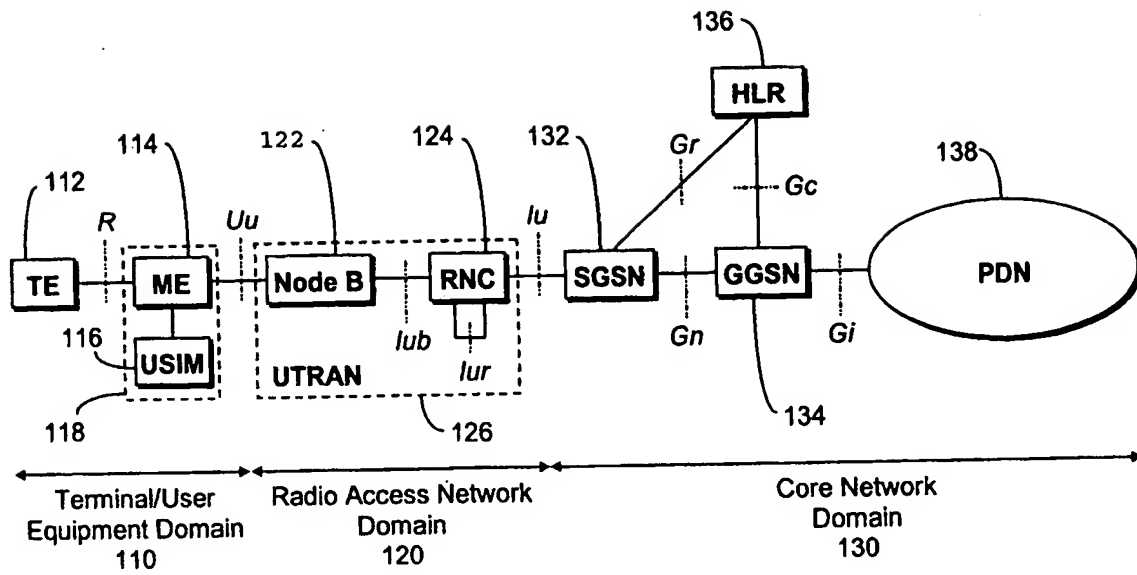 136
HLR
114
122
124
132
Gr
138
112
R
Uu
Iu
Gc
TE
ME
Node B
RNC
SGSN
GGSN
PDN
116
USIM
Iub
Iur
Gn
Gi
UTRAN
118
126
134
Terminal/User
Equipment Domain
110
Radio Access Network
Domain
120
Core Network
Domain
130